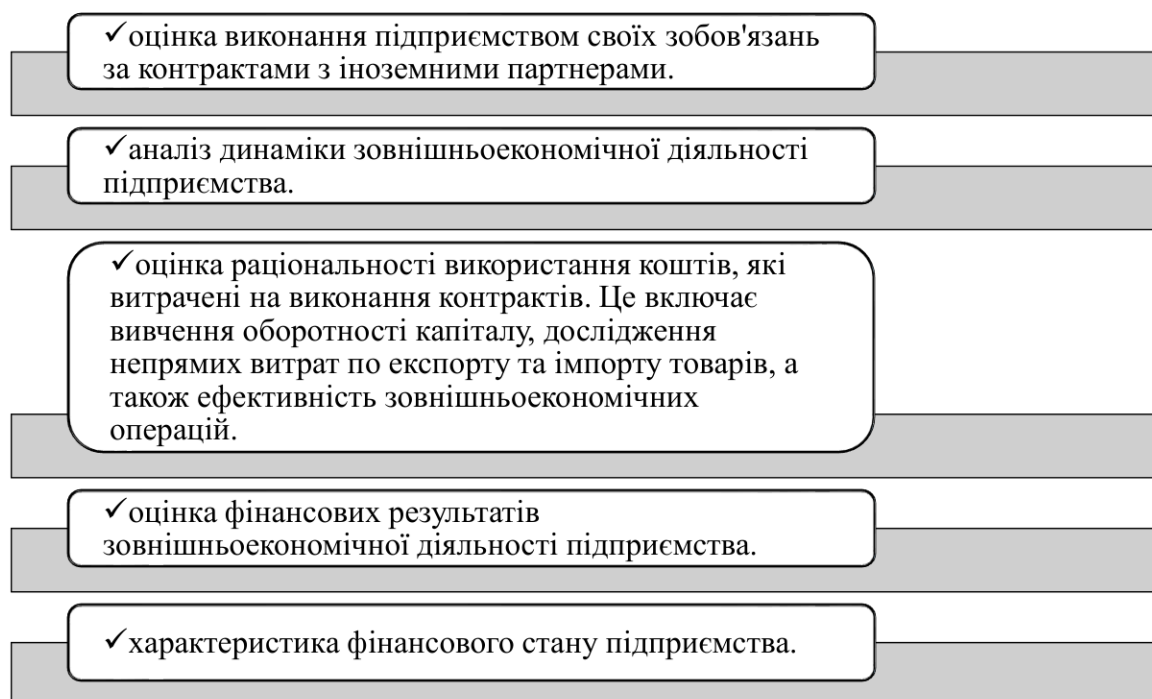 ✓оцінка виконання підприємством своїх зобов'язань
за контрактами з іноземними партнерами.
✓аналіз динаміки зовнішньоекономічної діяльності
підприємства.
✓оцінка раціональності використання коштів, які
витрачені на виконання контрактів. Це включає
вивчення оборотності капіталу, дослідження
непрямих витрат по експорту та імпорту товарів, а
також ефективність зовнішньоекономічних
операцій.
✓оцінка фінансових результатів
зовнішньоекономічної діяльності підприємства.
✓характеристика фінансового стану підприємства.